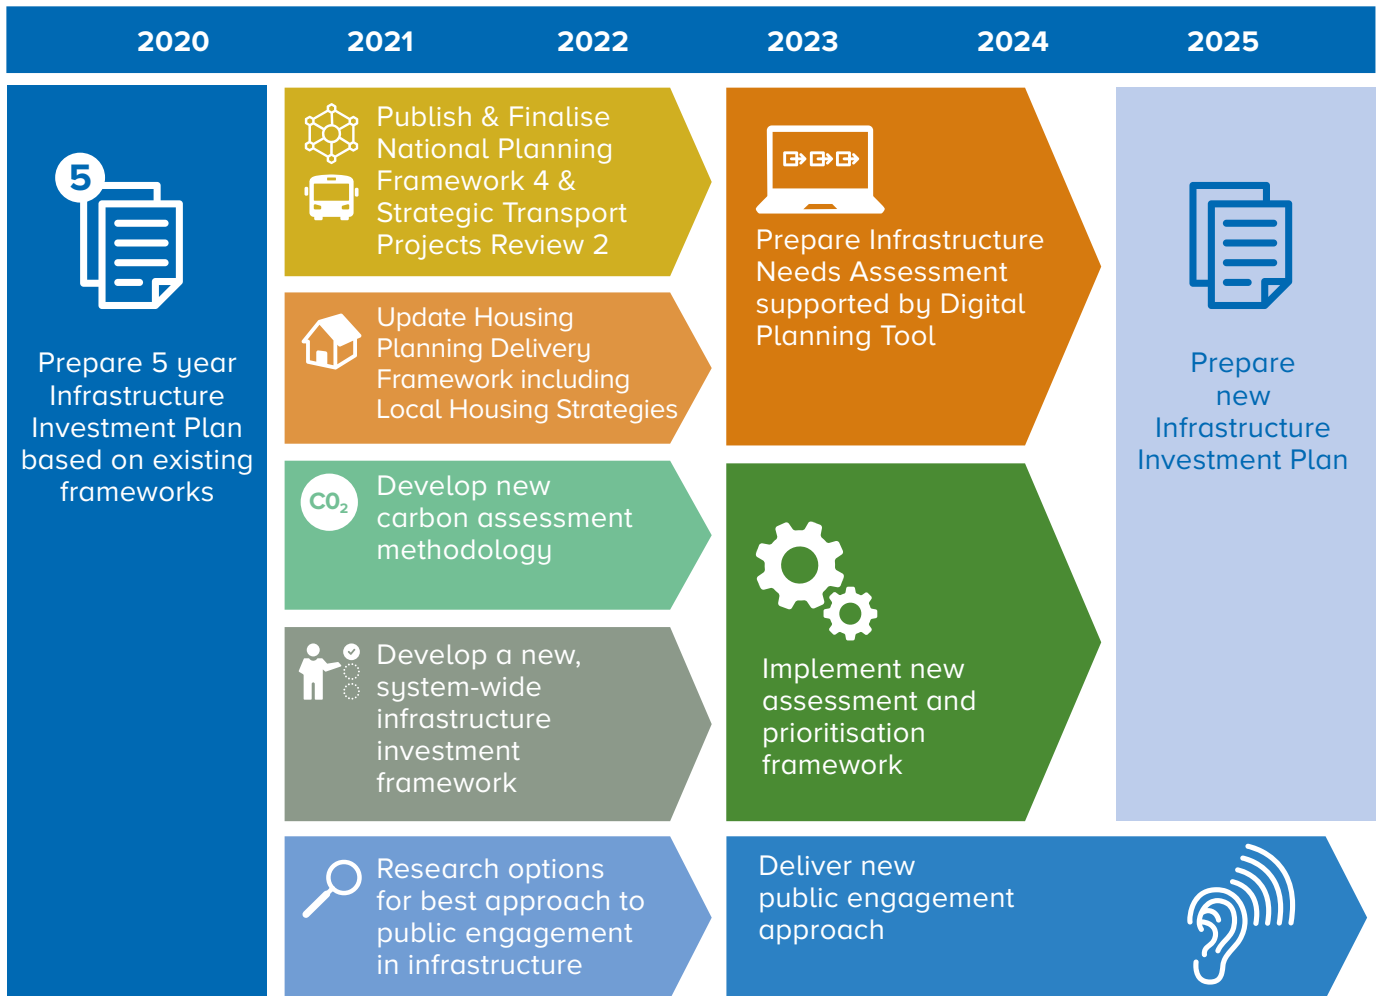 2020 2021 2022 2023 2024 2025
5
Prepare 5 year
Infrastructure
Investment Plan
based on existing
frameworks
Publish & Finalise
National Planning
Framework 4 &
Strategic Transport
Projects Review 2
Update Housing
Planning Delivery
Framework including
Local Housing Strategies
CO₂
Develop new
carbon assessment
methodology
Develop a new,
system-wide
infrastructure
investment
framework
Research options
for best approach to
public engagement
in infrastructure
Prepare Infrastructure
Needs Assessment
supported by Digital
Planning Tool
Implement new
assessment and
prioritisation
framework
Deliver new
public engagement
approach
Prepare
new
Infrastructure
Investment Plan